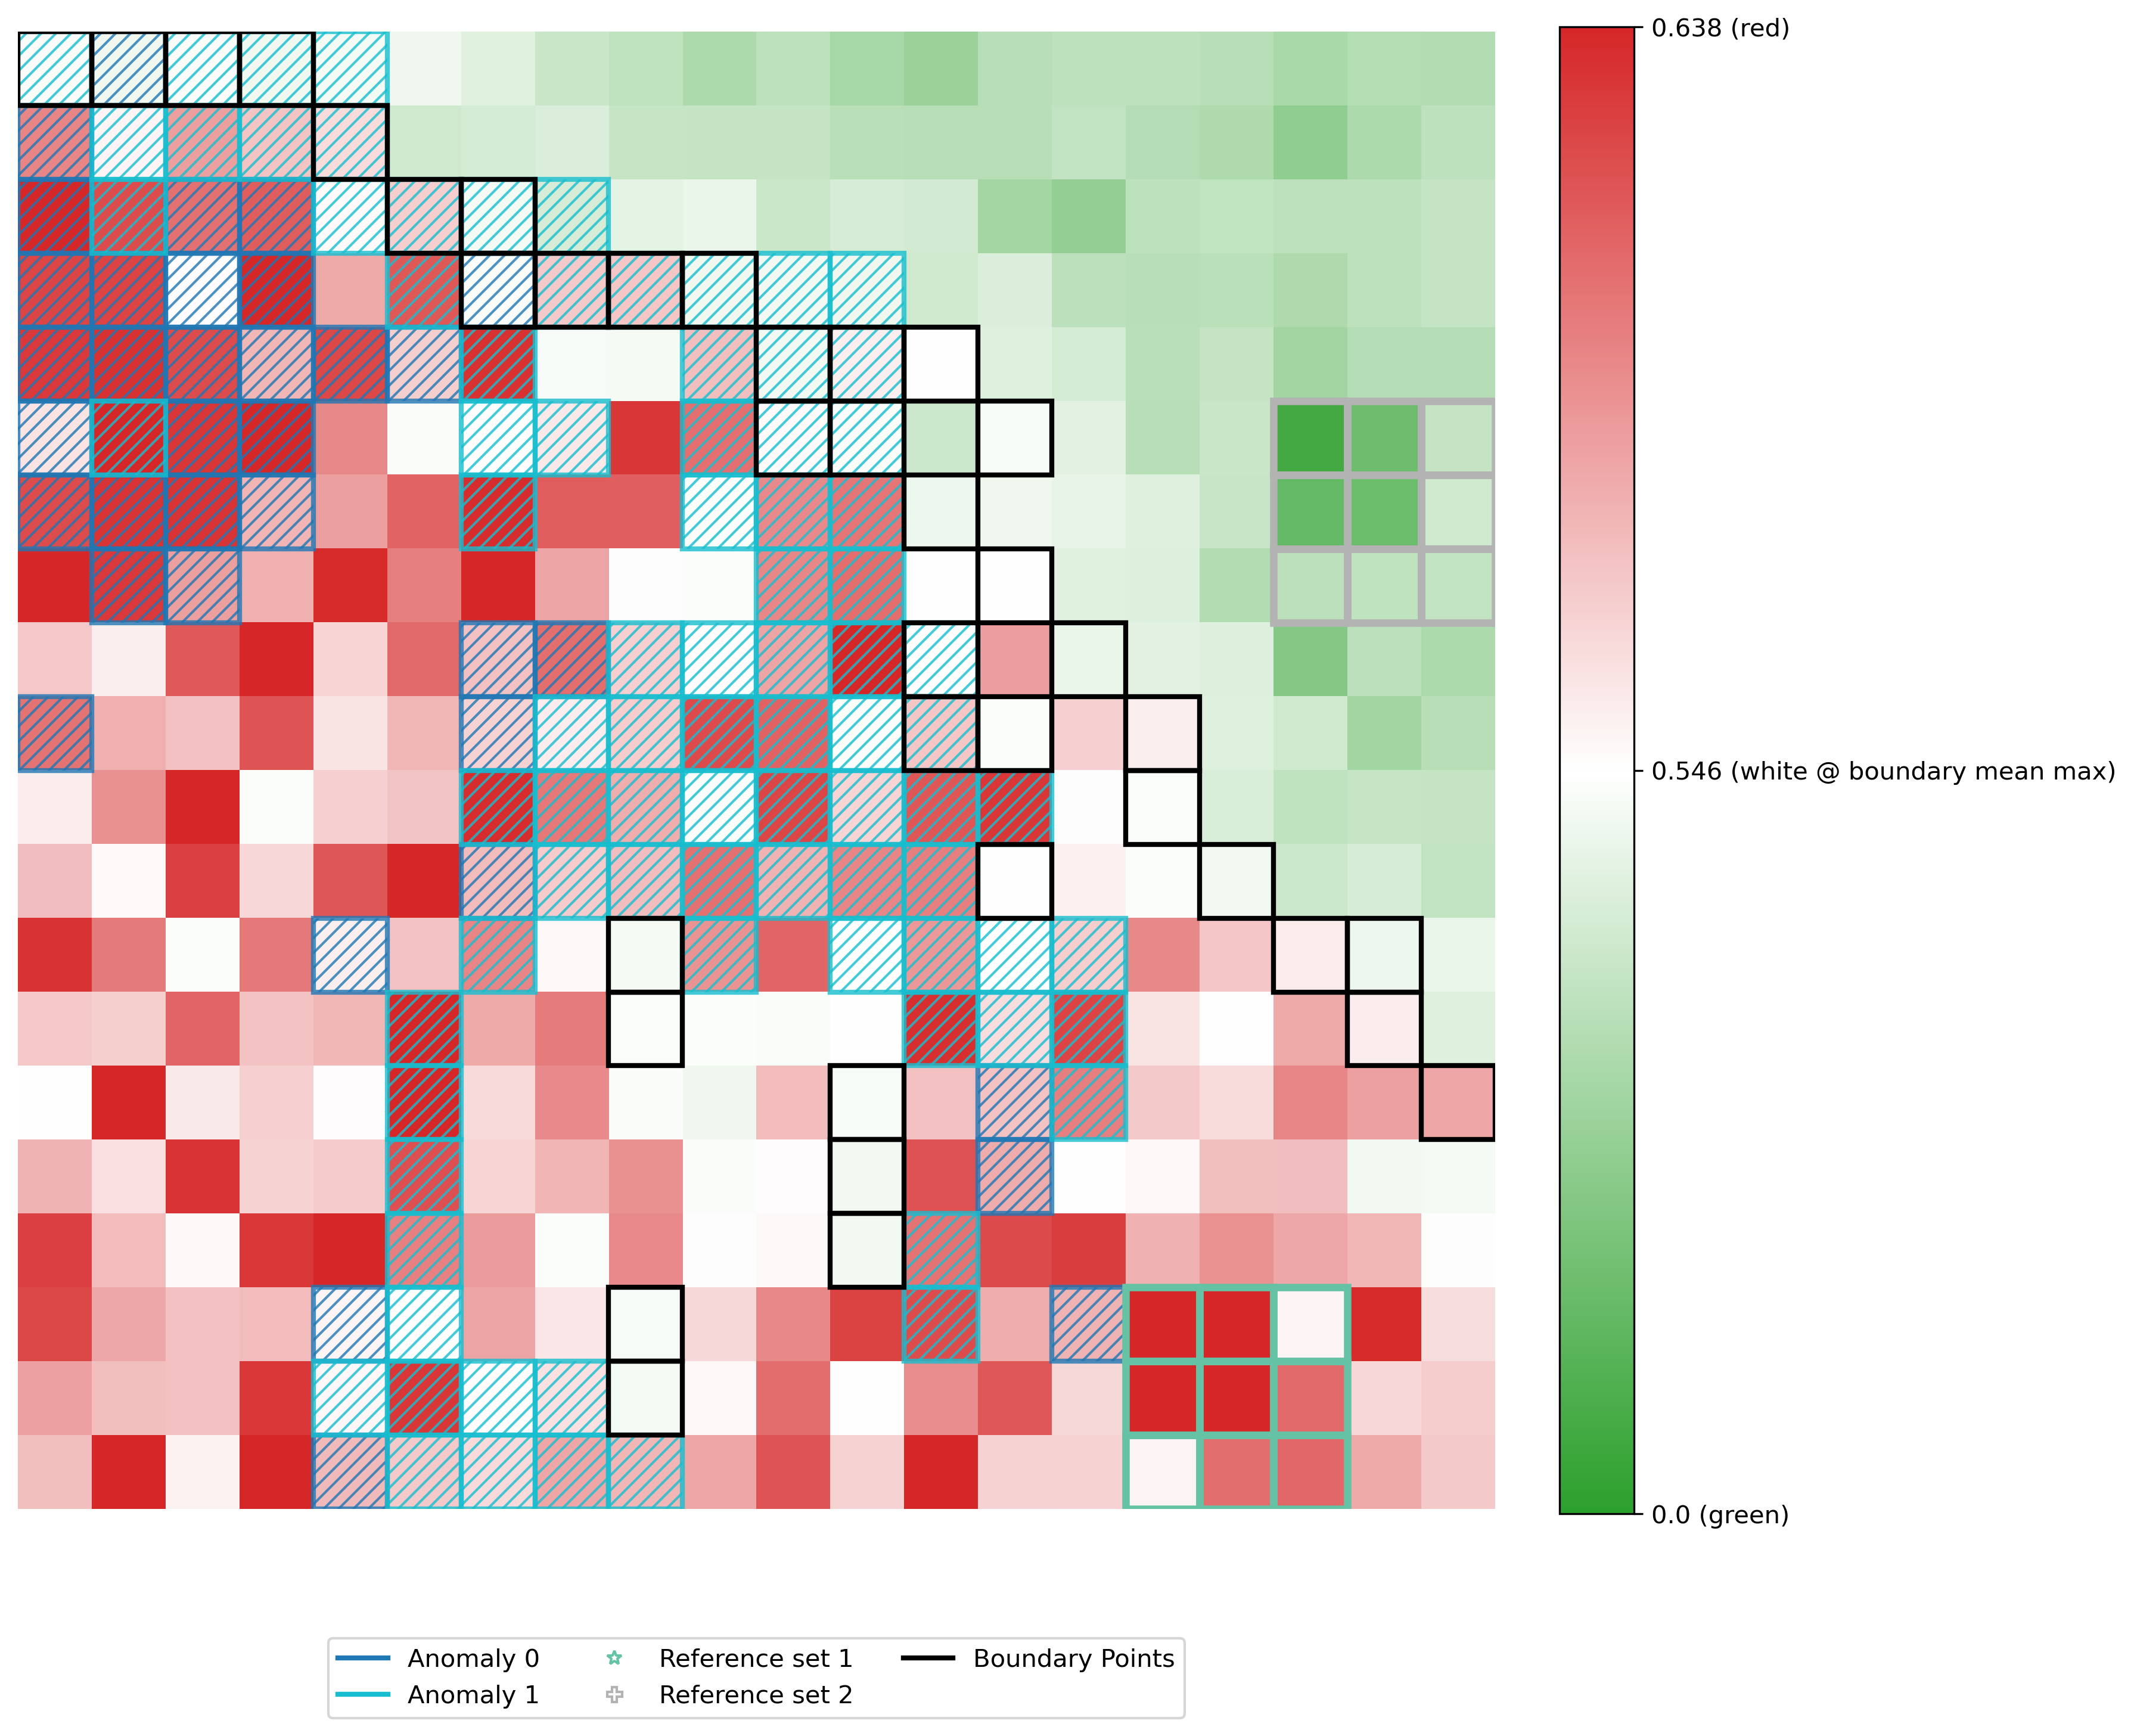 0.638 (red)
0.546 (white @ boundary mean max)
0.0 (green)
Anomaly 0
Anomaly 1
Reference set 1
Reference set 2
Boundary Points